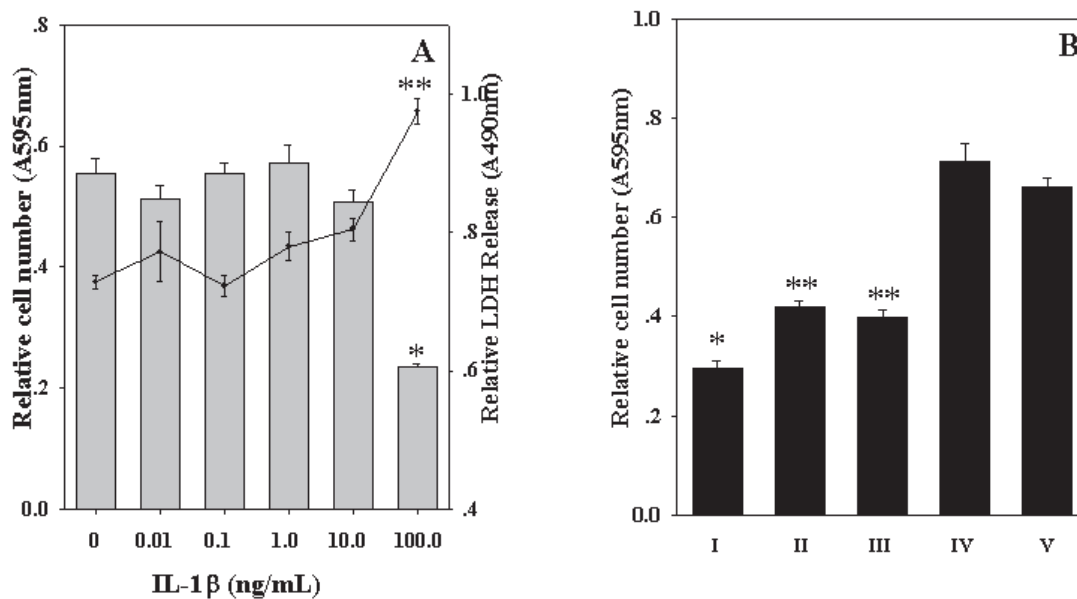 A
Relative cell number (A595nm)
.8
.6
.4
.2
0.0
**
*
1.0
.8
.6
.4
Relative LDH Release (A490nm)
0 0.01 0.1 1.0 10.0 100.0
IL-1β (ng/mL)
B
Relative cell number (A595nm)
1.0
.8
.6
.4
.2
0.0
*
**
**
I II III IV V